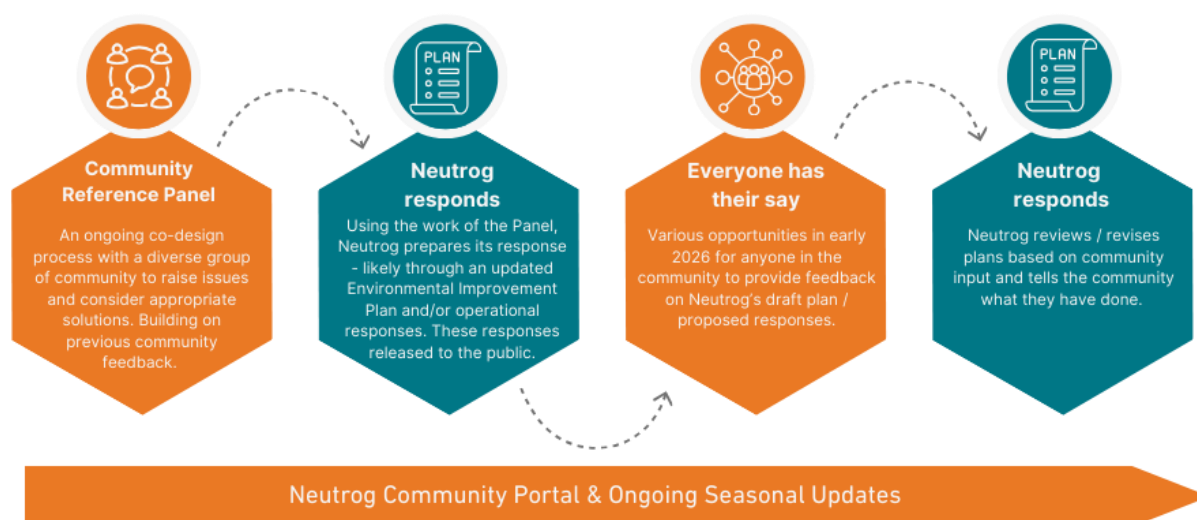 PLAN
PLAN
Community
Reference Panel
An ongoing co-design
process with a diverse group
of community to raise issues
and consider appropriate
solutions. Building on
previous community
feedback.
Neutrog
responds
Using the work of the Panel,
Neutrog prepares its response
- likely through an updated
Environmental Improvement
Plan and/or operational
responses. These responses
released to the public.
Everyone has
their say
Various opportunities in early
2026 for anyone in the
community to provide feedback
on Neutrog's draft plan /
proposed responses.
Neutrog
responds
Neutrog reviews / revises
plans based on community
input and tells the community
what they have done.
Neutrog Community Portal & Ongoing Seasonal Updates